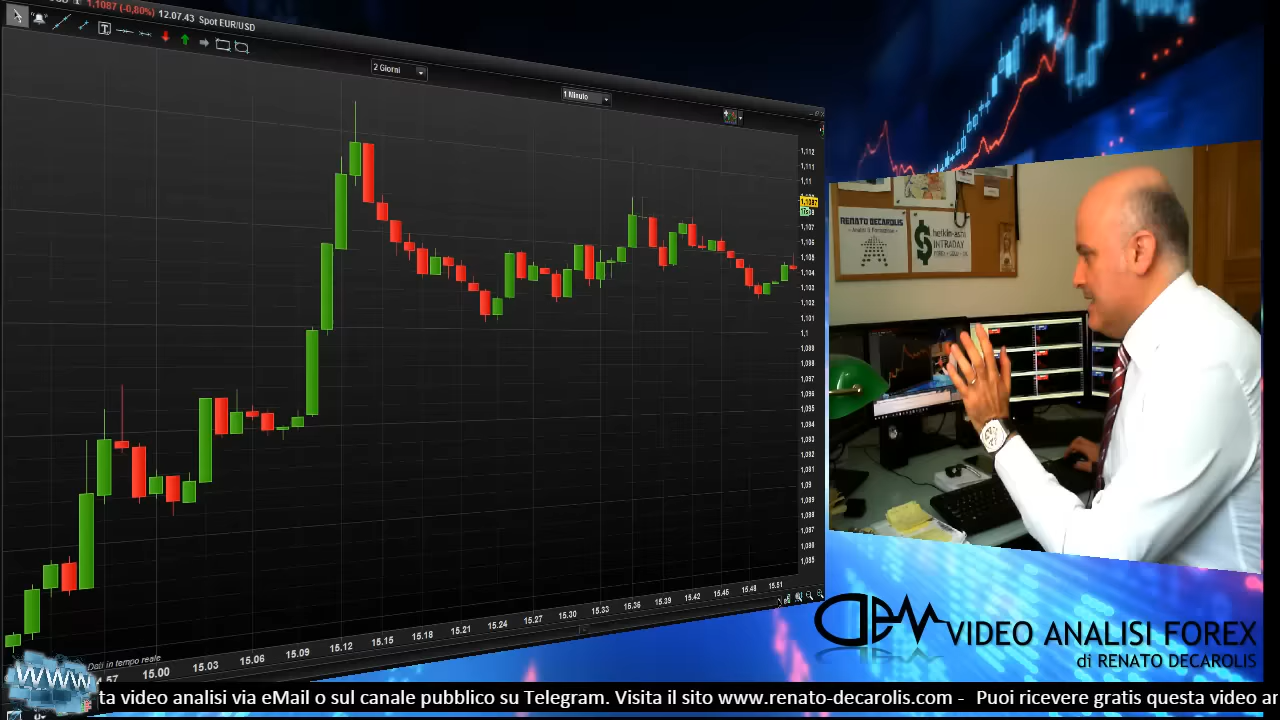 1,1087 (-0,80%) 12.07.43 Spot EUR/USD
2 Giorni
1 Minuto
1,112
1,111
1,11
1,1087
1,107
1,106
1,105
1,104
1,103
1,102
1,101
1,1
1,099
1,098
1,097
1,096
1,095
1,094
1,093
1,092
1,091
1,09
1,089
1,088
1,087
1,086
1,085
RENATO DECAROLIS
heikin-ashi
INTRADAY
Dati in tempo reale
15.00 15.03 15.06 15.09 15.12 15.15 15.18 15.21 15.24 15.27 15.30 15.33 15.36 15.39 15.42 15.45 15.48 15.51
VIDEO ANALISI FOREX
di RENATO DECAROLIS
WWW
ta video analisi via eMail o sul canale pubblico su Telegram. Visita il sito www.renato-decarolis.com - Puoi ricevere gratis questa video an